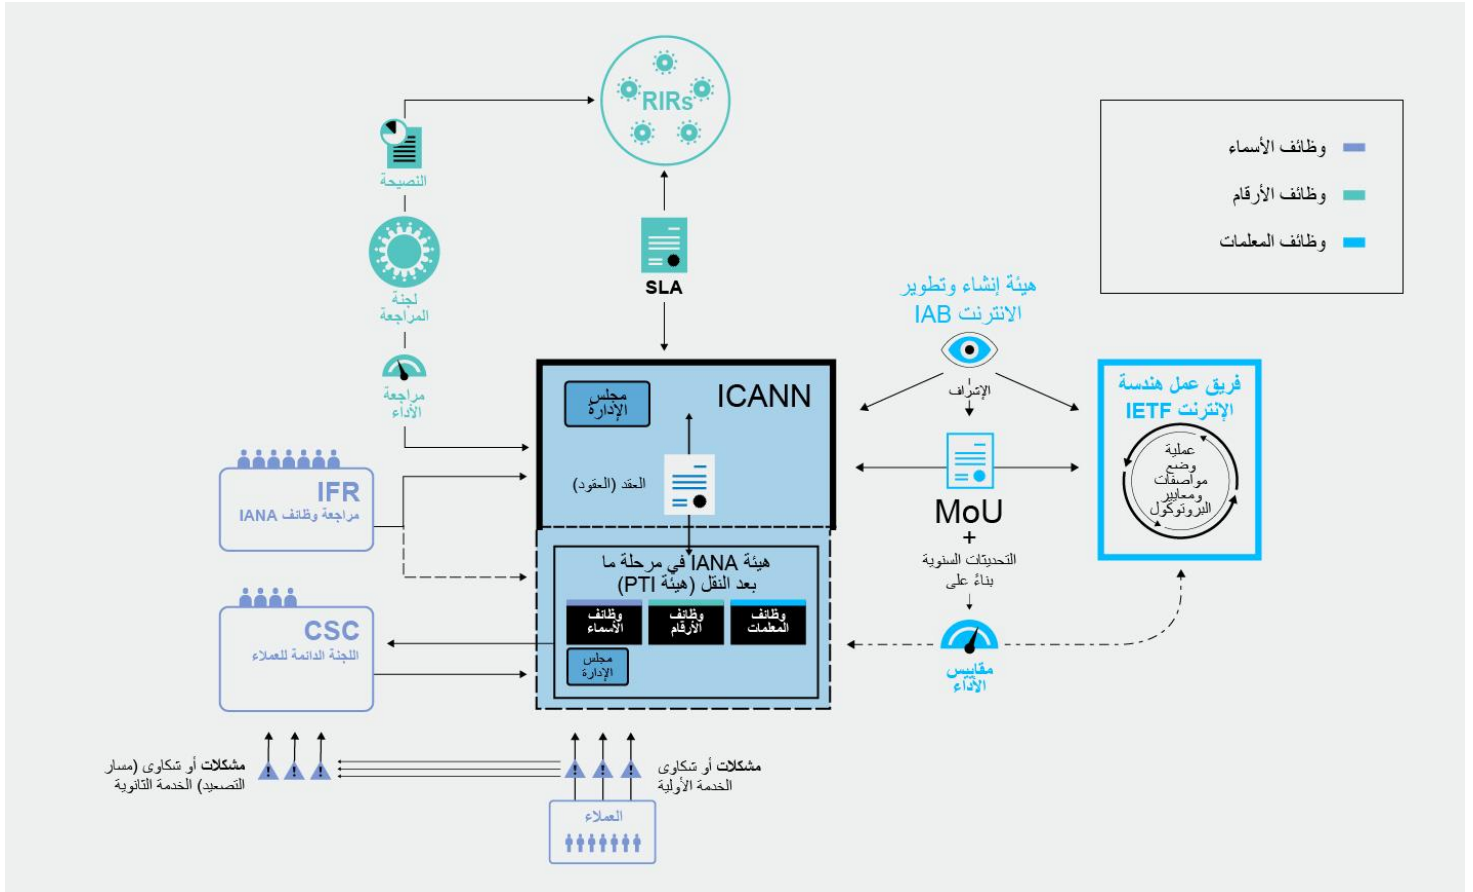 RIRs
النصيحة
لجنة
المراجعة
مراجعة
الأداء
SLA
وظائف الأسماء
وظائف الأرقام
وظائف المعلمات
هيئة إنشاء وتطوير
الانترنت IAB
الإشراف
فريق عمل هندسة
الإنترنت IETF
عملية
وضع
مواصفات
ومعايير
البروتوكول
MoU
+
التحديثات السنوية
بناءً على
مقاييس
الأداء
ICANN
مجلس
الإدارة
العقد (العقود)
هيئة IANA في مرحلة ما
بعد النقل (هيئة PTI)
وظائف
المعلمات
وظائف
الأرقام
وظائف
الأسماء
مجلس
الإدارة
IFR
مراجعة وظائف IANA
CSC
اللجنة الدائمة للعملاء
مشكلات أو شكاوى
الخدمة الأولية
مشكلات أو شكاوى (مسار
التصعيد) الخدمة الثانوية
العملاء